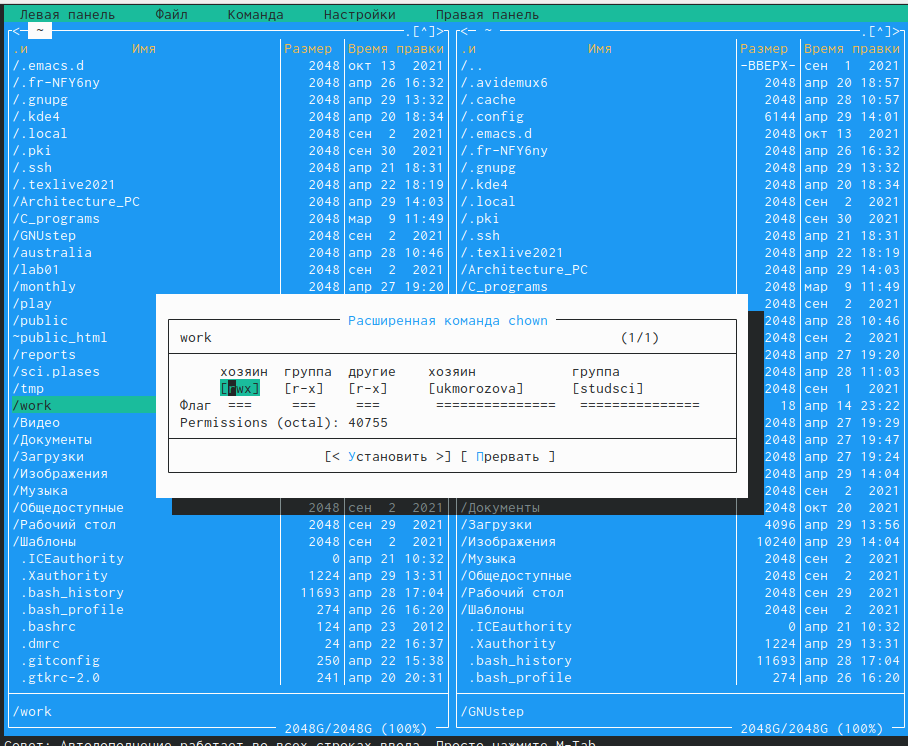 Левая панель Файл Команда Настройки Правая панель
<- ~ .[^]> <- ~ .[^]>
.и Имя Размер Время правки .и Имя Размер Время правки
/.emacs.d 2048 окт 13 2021 /.. -ВВЕРХ- сен 1 2021
/.fr-NFY6ny 2048 апр 26 16:32 /.avidemux6 2048 апр 20 18:57
/.gnupg 2048 апр 29 13:32 /.cache 2048 апр 28 10:57
/.kde4 2048 апр 20 18:34 /.config 6144 апр 29 14:01
/.local 2048 сен 2 2021 /.emacs.d 2048 окт 13 2021
/.pki 2048 сен 30 2021 /.fr-NFY6ny 2048 апр 26 16:32
/.ssh 2048 апр 21 18:31 /.gnupg 2048 апр 29 13:32
/.texlive2021 2048 апр 22 18:19 /.kde4 2048 апр 20 18:34
/Architecture_PC 2048 апр 29 14:03 /.local 2048 сен 2 2021
/C_programs 2048 мар 9 11:49 /.pki 2048 сен 30 2021
/GNUstep 2048 сен 2 2021 /.ssh 2048 апр 21 18:31
/australia 2048 апр 28 10:46 /.texlive2021 2048 апр 22 18:19
/lab01 2048 сен 2 2021 /Architecture_PC 2048 апр 29 14:03
/monthly 2048 апр 27 19:20 /C_programs 2048 мар 9 11:49
/play 2048 сен 2 2021
/public Расширенная команда chown 2048 апр 28 10:46
~public_html work (1/1) 2048 сен 2 2021
/reports 2048 апр 27 19:20
/sci.plases хозяин группа другие хозяин группа 2048 апр 28 11:03
/tmp [rwx] [r-x] [r-x] [ukmorozova] [studsci] 2048 сен 1 2021
/work Флаг === === === =============== =============== 18 апр 14 23:22
/Видео Permissions (octal): 40755 2048 апр 27 19:29
/Документы 2048 апр 27 19:47
/Загрузки [< Установить >] [ Прервать ] 2048 апр 27 19:24
/Изображения 2048 апр 29 14:04
/Музыка 2048 сен 2 2021
/Общедоступные 2048 сен 2 2021 /Документы 2048 окт 20 2021
/Рабочий стол 2048 сен 29 2021 /Загрузки 4096 апр 29 13:56
/Шаблоны 2048 сен 2 2021 /Изображения 10240 апр 29 14:04
.ICEauthority 0 апр 21 10:32 /Музыка 2048 сен 2 2021
.Xauthority 1224 апр 29 13:31 /Общедоступные 2048 сен 2 2021
.bash_history 11693 апр 28 17:04 /Рабочий стол 2048 сен 29 2021
.bash_profile 274 апр 26 16:20 /Шаблоны 2048 сен 2 2021
.bashrc 124 апр 23 2012 .ICEauthority 0 апр 21 10:32
.dmrc 24 апр 22 16:37 .Xauthority 1224 апр 29 13:31
.gitconfig 250 апр 22 15:38 .bash_history 11693 апр 28 17:04
.gtkrc-2.0 241 апр 20 20:31 .bash_profile 274 апр 26 16:20
/work /GNUstep
2048G/2048G (100%) 2048G/2048G (100%)
Совет: Автодополнение работает во всех строках ввода. Просто нажмите M-Tab